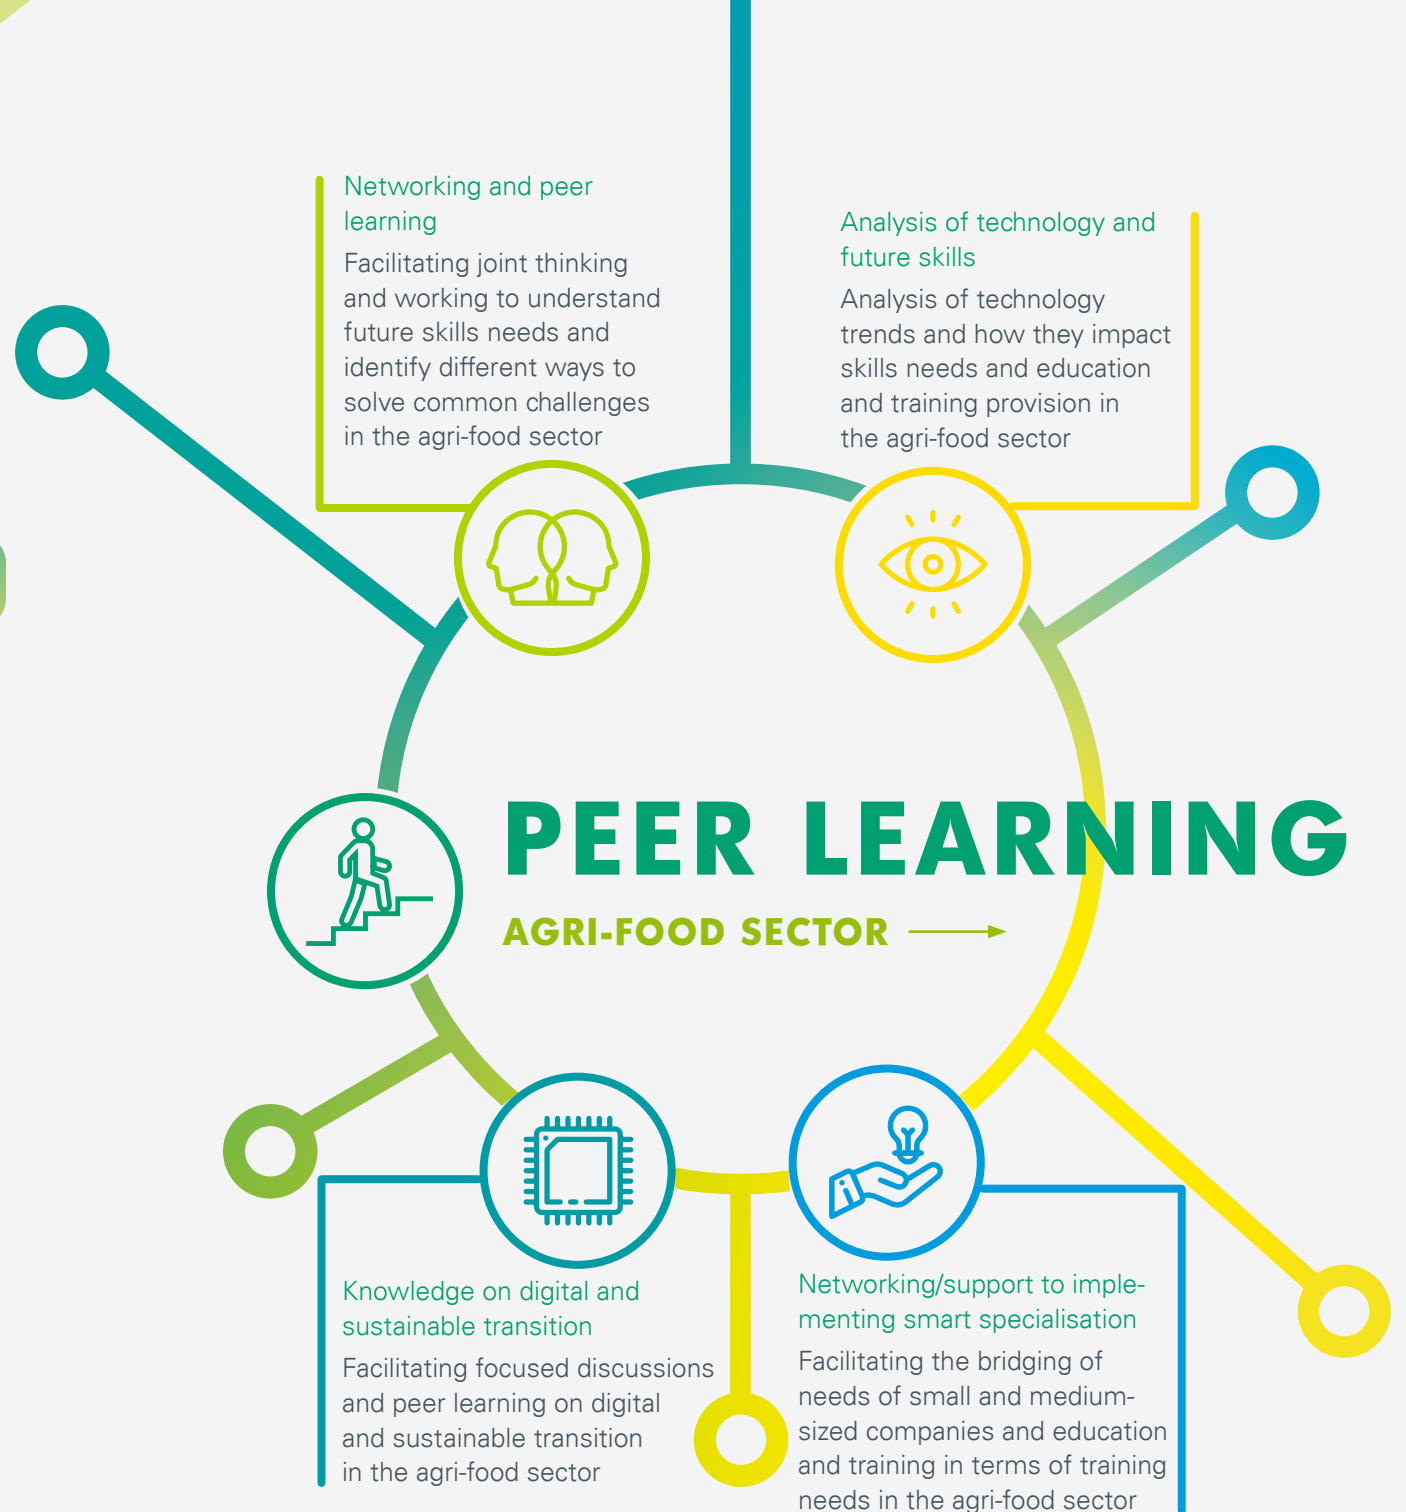 Networking and peer
learning
Facilitating joint thinking
and working to understand
future skills needs and
identify different ways to
solve common challenges
in the agri-food sector
Analysis of technology and
future skills
Analysis of technology
trends and how they impact
skills needs and education
and training provision in
the agri-food sector
PEER LEARNING
AGRI-FOOD SECTOR
Knowledge on digital and
sustainable transition
Facilitating focused discussions
and peer learning on digital
and sustainable transition
in the agri-food sector
Networking/support to imple-
menting smart specialisation
Facilitating the bridging of
needs of small and medium-
sized companies and education
and training in terms of training
needs in the agri-food sector